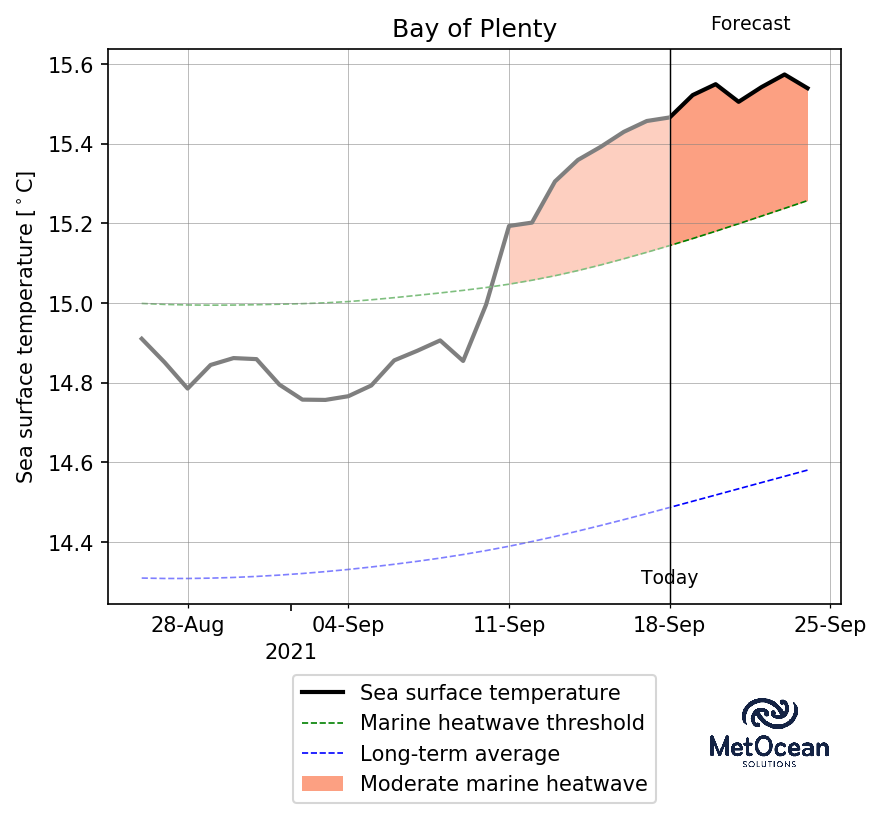 Bay of Plenty
Forecast
Sea surface temperature [°C]
15.6
15.4
15.2
15.0
14.8
14.6
14.4
Today
28-Aug
04-Sep
11-Sep
18-Sep
25-Sep
2021
Sea surface temperature
Marine heatwave threshold
Long-term average
Moderate marine heatwave
MetOcean
SOLUTIONS